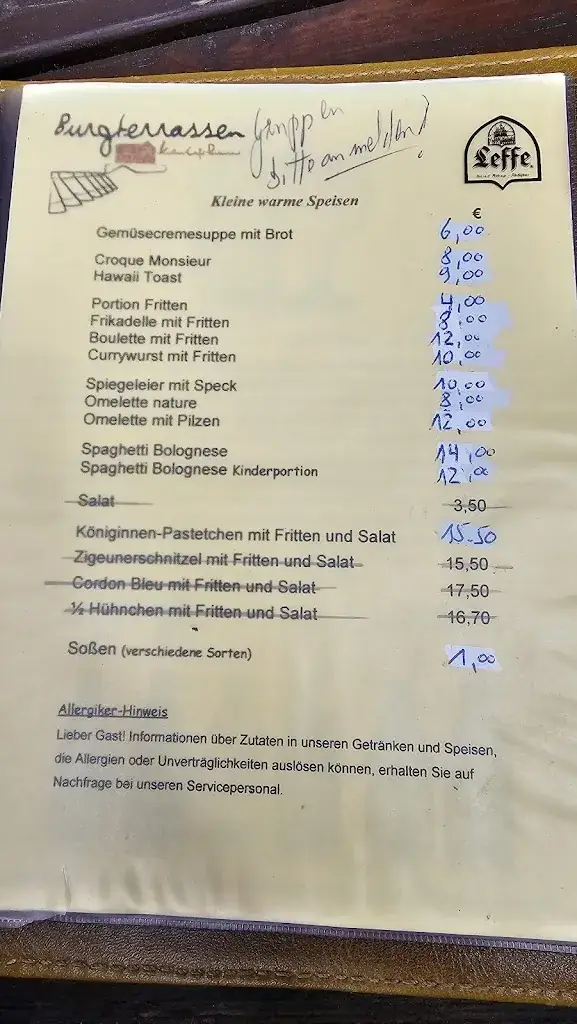 Burgterrassen
Gruppen
bitte anmelden!
Leffe
Kleine warme Speisen
€
Gemüsecremesuppe mit Brot 6,00
Croque Monsieur 8,00
Hawaii Toast 9,00
Portion Fritten 4,00
Frikadelle mit Fritten 8,00
Boulette mit Fritten 12,00
Currywurst mit Fritten 10,00
Spiegeleier mit Speck 10,00
Omelette nature 8,00
Omelette mit Pilzen 12,00
Spaghetti Bolognese 14,00
Spaghetti Bolognese Kinderportion 12,00
Salat 3,50
Königinnen-Pastetchen mit Fritten und Salat 15.50
Zigeunerschnitzel mit Fritten und Salat 15,50
Cordon Bleu mit Fritten und Salat 17,50
½ Hühnchen mit Fritten und Salat 16,70
Soßen (verschiedene Sorten) 1,00
Allergiker-Hinweis
Lieber Gast! Informationen über Zutaten in unseren Getränken und Speisen,
die Allergien oder Unverträglichkeiten auslösen können, erhalten Sie auf
Nachfrage bei unseren Servicepersonal.